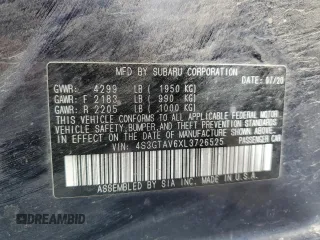 MFD BY SUBARU CORPORATION
DATE: 07/20
GVWR: 4299 LB ( 1950 KG)
GAWR: F 2183 LB ( 990 KG)
GAWR: R 2205 LB ( 1000 KG)
THIS VEHICLE CONFORMS TO ALL APPLICABLE FEDERAL MOTOR
VEHICLE SAFETY, BUMPER, AND THEFT PREVENTION STANDARDS
IN EFFECT ON THE DATE OF MANUFACTURE SHOWN ABOVE.
VIN: 4S3GTAV6XL3726525 PASSENGER CAR
ASSEMBLED BY SIA INC. MADE IN U.S.A.
DREAMBID